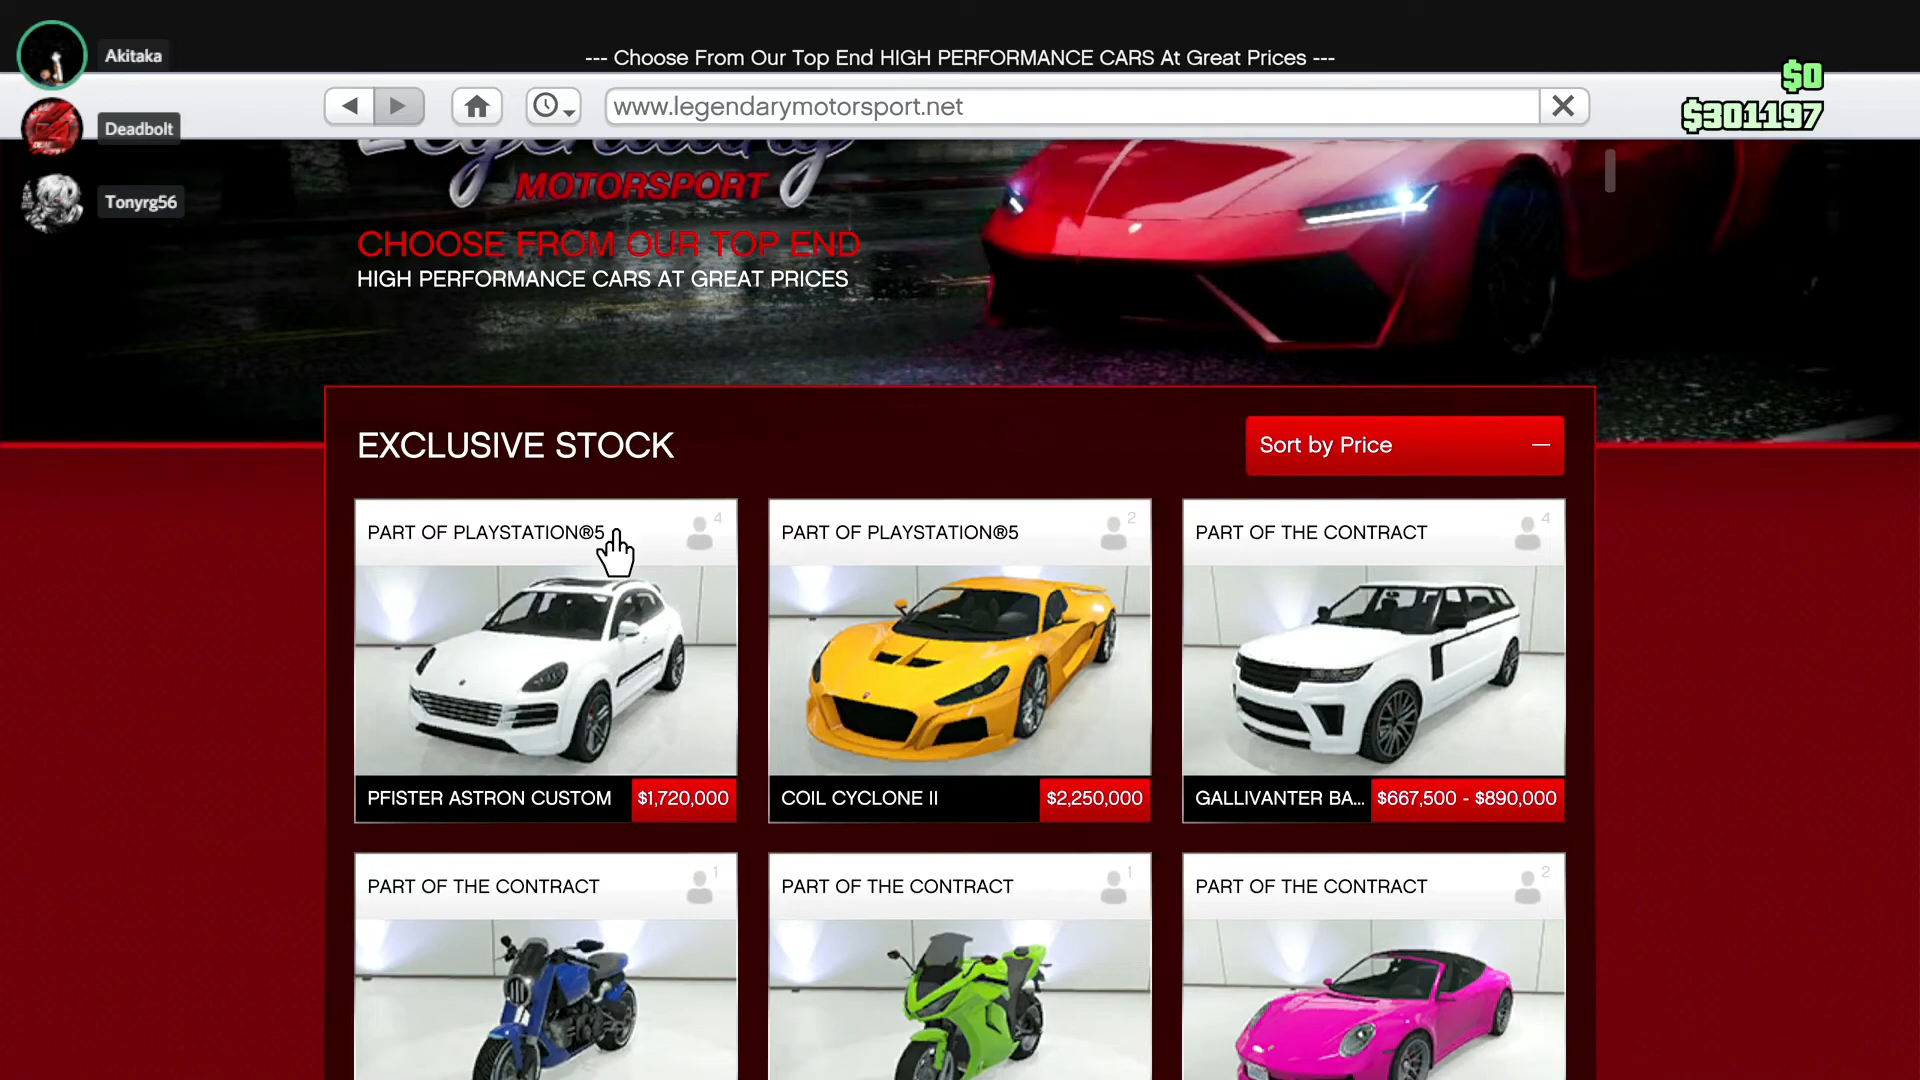 Akitaka
--- Choose From Our Top End HIGH PERFORMANCE CARS At Great Prices ---
$0
www.legendarymotorsport.net
$301197
Deadbolt
Legendary
MOTORSPORT
Tonyrg56
CHOOSE FROM OUR TOP END
HIGH PERFORMANCE CARS AT GREAT PRICES
EXCLUSIVE STOCK
Sort by Price
PART OF PLAYSTATION®5
4
PART OF PLAYSTATION®5
2
PART OF THE CONTRACT
4
PFISTER ASTRON CUSTOM
$1,720,000
COIL CYCLONE II
$2,250,000
GALLIVANTER BA...
$667,500 - $890,000
PART OF THE CONTRACT
1
PART OF THE CONTRACT
1
PART OF THE CONTRACT
2